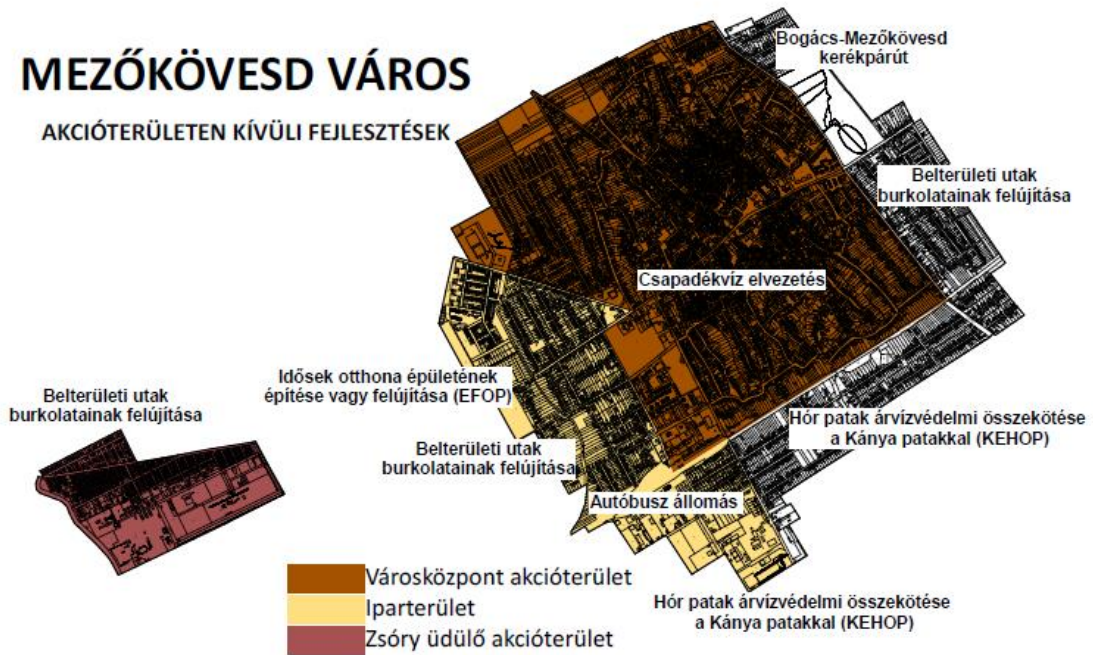 MEZŐKÖVESD VÁROS
AKCIÓTERÜLETEN KÍVÜLI FEJLESZTÉSEK
Bogács-Mezőkövesd
kerékpárút
Belterületi utak
burkolatainak felújítása
Csapadékvíz elvezetés
Idősek otthona épületének
építése vagy felújítása (EFOP)
Belterületi utak
burkolatainak felújítása
Hór patak árvízvédelmi összekötése
a Kánya patakkal (KEHOP)
Belterületi utak
burkolatainak felújítása
Autóbusz állomás
Városközpont akcióterület
Iparterület
Zsóry üdülő akcióterület
Hór patak árvízvédelmi összekötése
a Kánya patakkal (KEHOP)